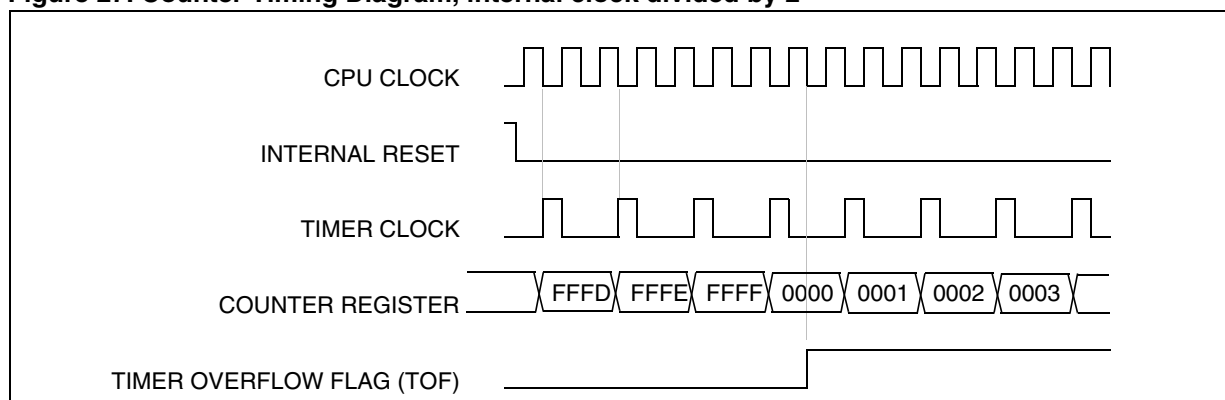 Figure 27. Counter Timing Diagram, internal clock divided by 2
CPU CLOCK
INTERNAL RESET
TIMER CLOCK
COUNTER REGISTER
FFFD FFFE FFFF 0000 0001 0002 0003
TIMER OVERFLOW FLAG (TOF)